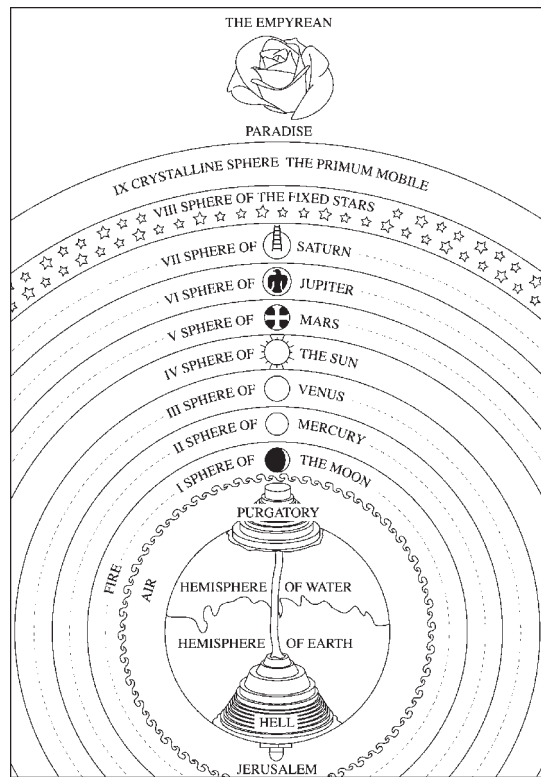 THE EMPYREAN
PARADISE
IX CRYSTALLINE SPHERE THE PRIMUM MOBILE
VIII SPHERE OF THE FIXED STARS
VII SPHERE OF SATURN
VI SPHERE OF JUPITER
V SPHERE OF MARS
IV SPHERE OF THE SUN
III SPHERE OF VENUS
II SPHERE OF MERCURY
I SPHERE OF THE MOON
PURGATORY
FIRE
AIR
HEMISPHERE OF WATER
HEMISPHERE OF EARTH
HELL
JERUSALEM